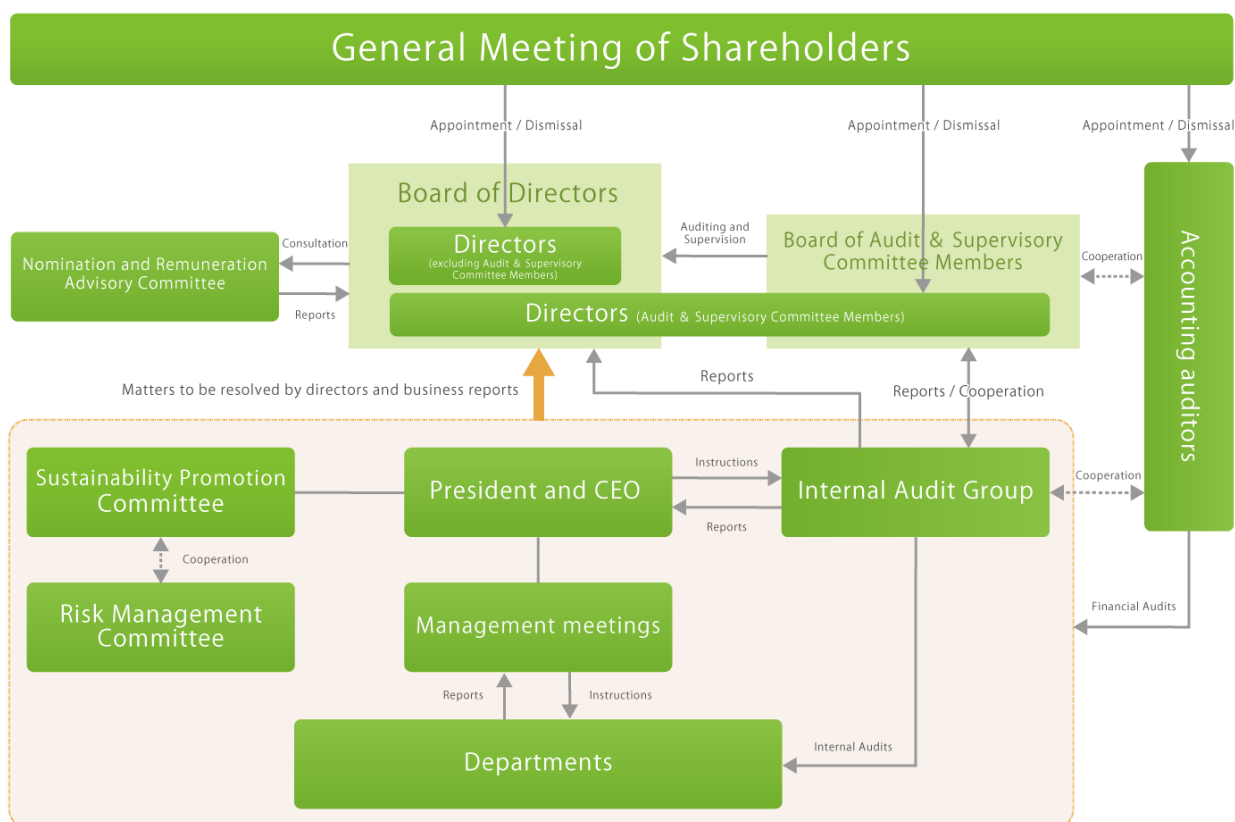 General Meeting of Shareholders
Appointment / Dismissal
Appointment / Dismissal
Appointment / Dismissal
Board of Directors
Directors
(excluding Audit & Supervisory
Committee Members)
Auditing and
Supervision
Board of Audit & Supervisory
Committee Members
Cooperation
Accounting auditors
Consultation
Nomination and Remuneration
Advisory Committee
Reports
Directors (Audit & Supervisory Committee Members)
Matters to be resolved by directors and business reports
Reports
Reports / Cooperation
Sustainability Promotion
Committee
President and CEO
Instructions
Reports
Internal Audit Group
Cooperation
Cooperation
Risk Management
Committee
Management meetings
Financial Audits
Reports
Instructions
Departments
Internal Audits